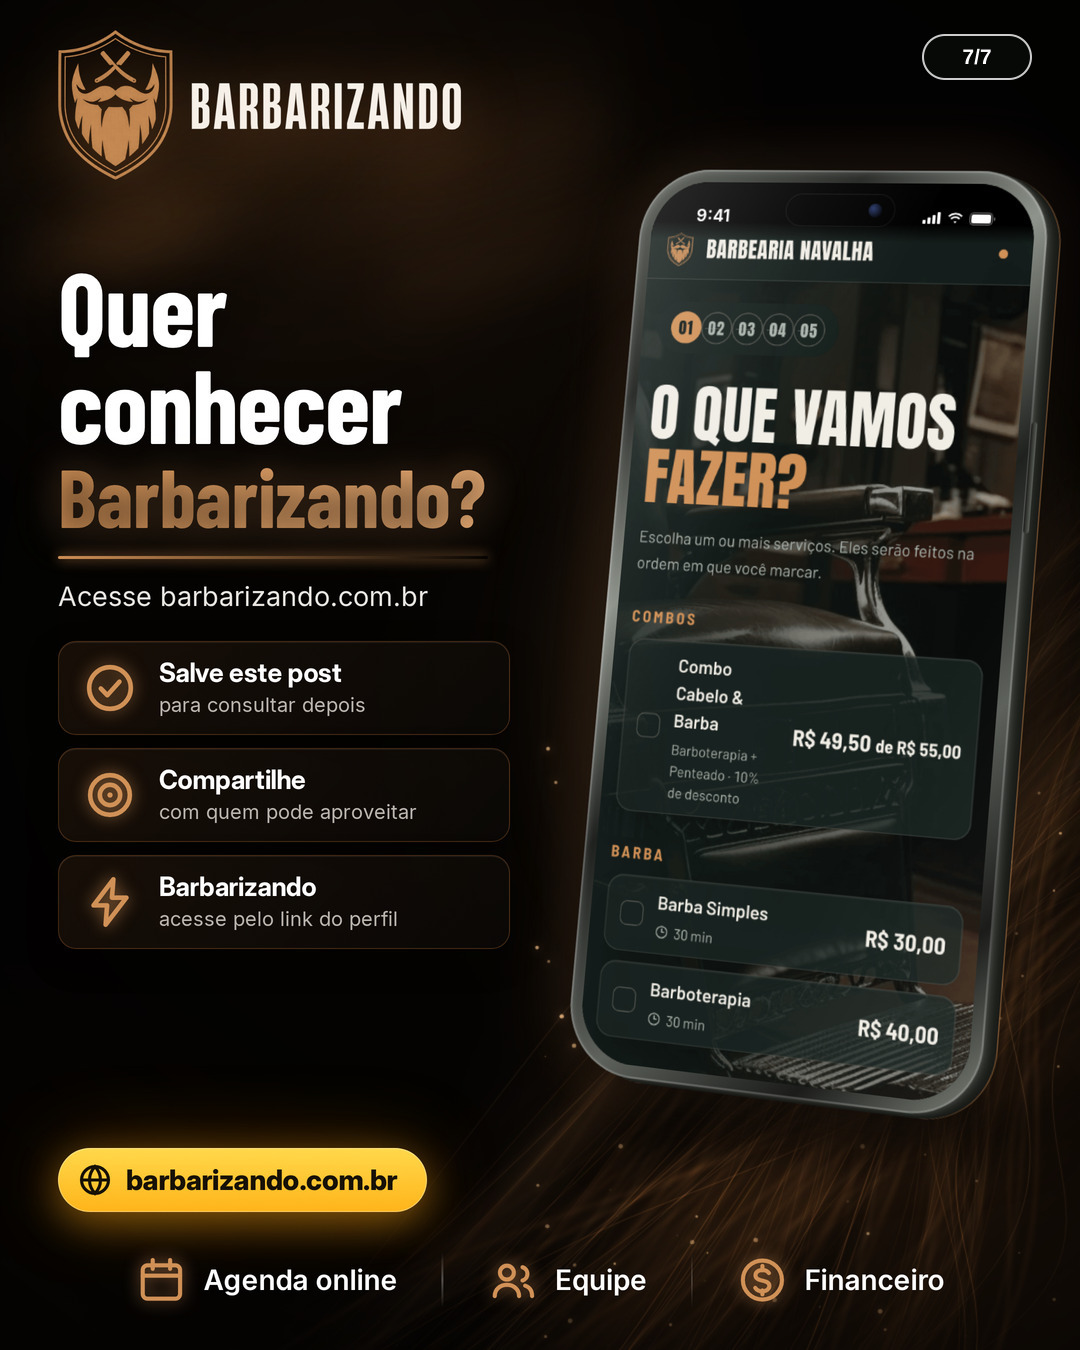 BARBARIZANDO
7/7
Quer
conhecer
Barbarizando?
Acesse barbarizando.com.br
Salve este post
para consultar depois
Compartilhe
com quem pode aproveitar
Barbarizando
acesse pelo link do perfil
9:41
BARBEARIA NAVALHA
01 02 03 04 05
O QUE VAMOS
FAZER?
Escolha um ou mais serviços. Eles serão feitos na
ordem em que você marcar.
COMBOS
Combo
Cabelo &
Barba
R$ 49,50 de R$ 55,00
Barboterapia +
Penteado · 10%
de desconto
BARBA
Barba Simples
30 min
R$ 30,00
Barboterapia
30 min
R$ 40,00
barbarizando.com.br
Agenda online
Equipe
Financeiro